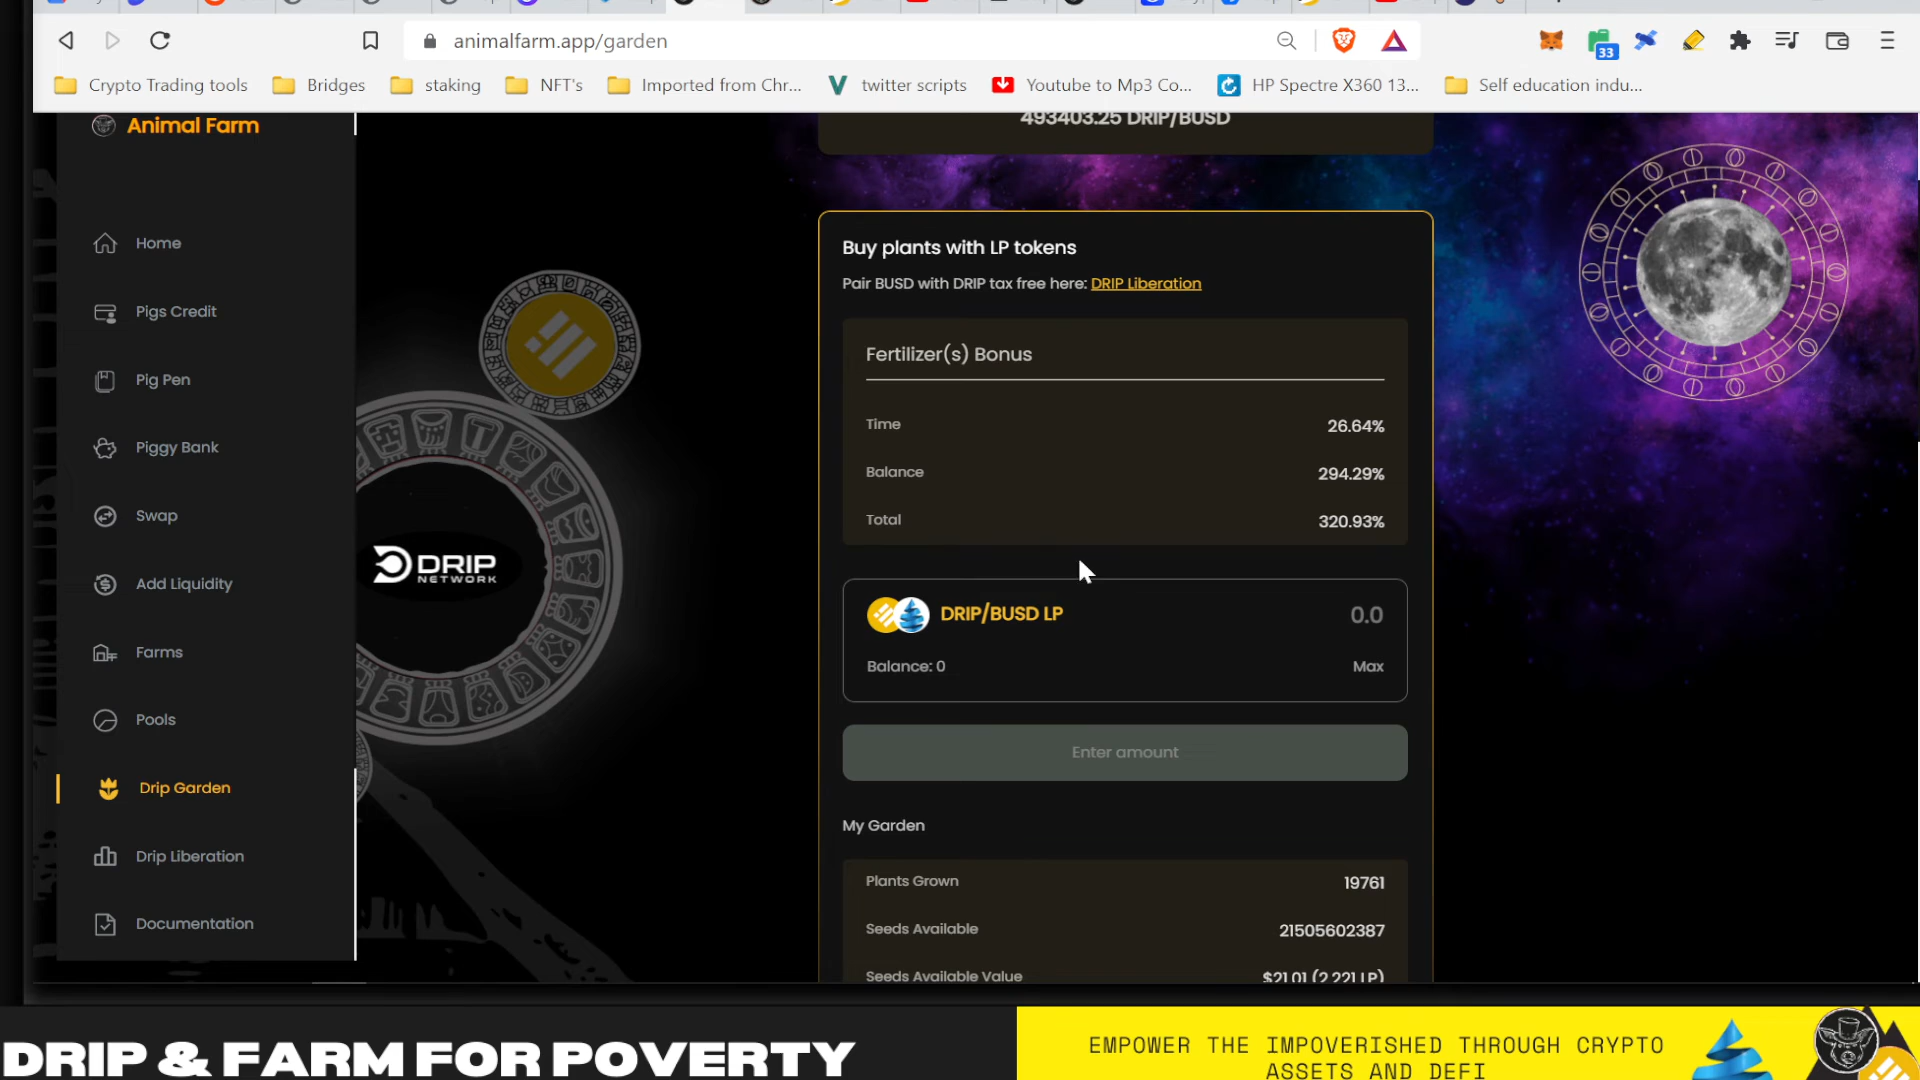 animalfarm.app/garden
33
Crypto Trading tools
Bridges
staking
NFT's
Imported from Chr...
twitter scripts
Youtube to Mp3 Co...
HP Spectre X360 13...
Self education indu...
Animal Farm
Home
Pigs Credit
Pig Pen
Piggy Bank
Swap
Add Liquidity
Farms
Pools
Drip Garden
Drip Liberation
Documentation
DRIP
NETWORK
493403.25 DRIP/BUSD
Buy plants with LP tokens
Pair BUSD with DRIP tax free here: DRIP Liberation
Fertilizer(s) Bonus
Time 26.64%
Balance 294.29%
Total 320.93%
DRIP/BUSD LP 0.0
Balance: 0 Max
Enter amount
My Garden
Plants Grown 19761
Seeds Available 21505602387
Seeds Available Value $21.01 (2.221 LP)
DRIP & FARM FOR POVERTY
EMPOWER THE IMPOVERISHED THROUGH CRYPTO
ASSETS AND DEFI